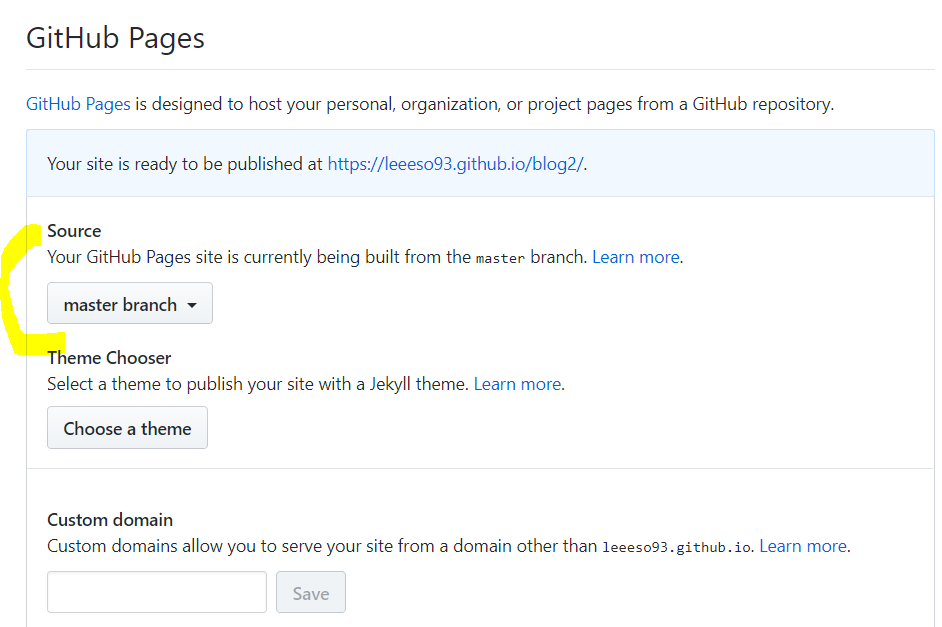 GitHub Pages
GitHub Pages is designed to host your personal, organization, or project pages from a GitHub repository.
Your site is ready to be published at https://leeeso93.github.io/blog2/.
Source
Your GitHub Pages site is currently being built from the master branch. Learn more.
master branch
Theme Chooser
Select a theme to publish your site with a Jekyll theme. Learn more.
Choose a theme
Custom domain
Custom domains allow you to serve your site from a domain other than leeeso93.github.io. Learn more.
Save